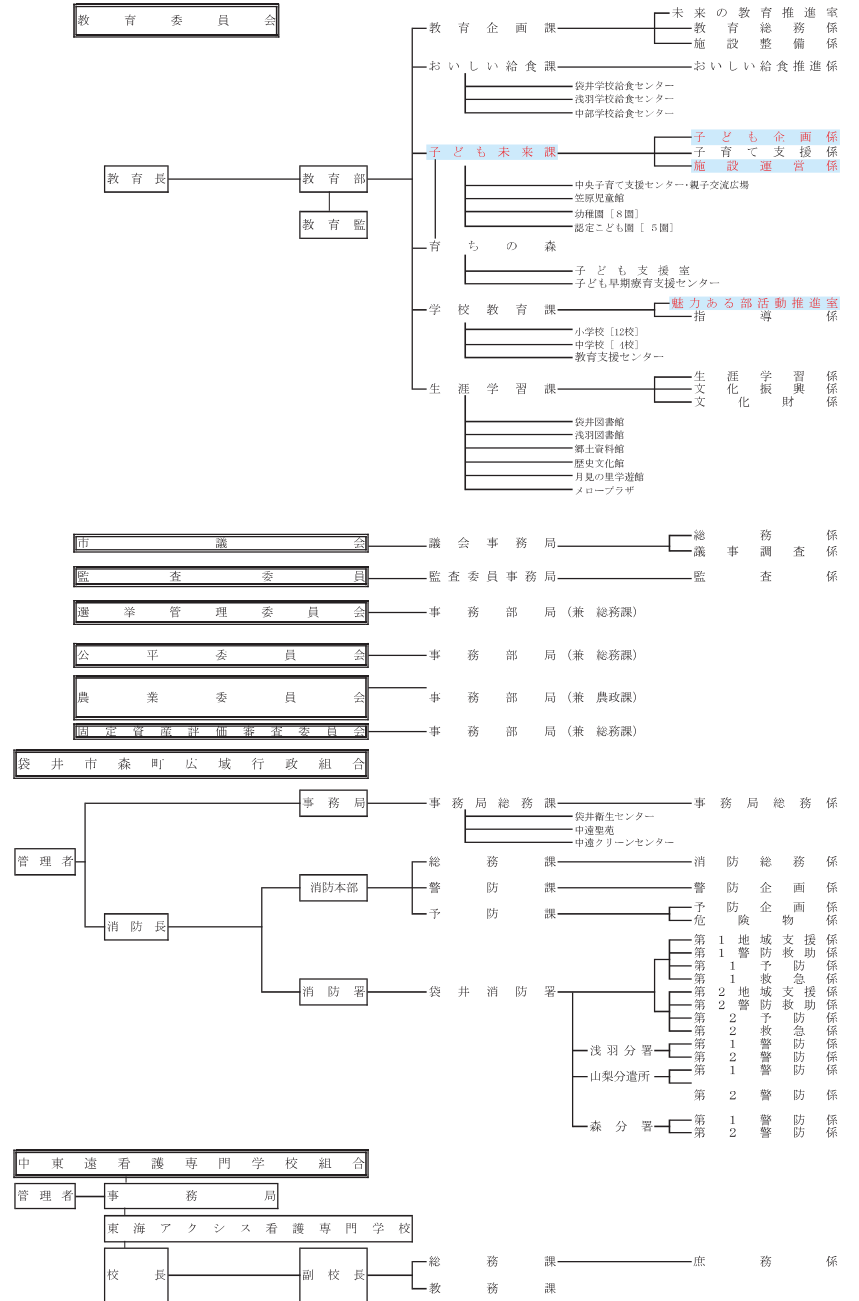 教育委員会
未来の教育推進室
教育企画課 教育総務係
施設整備係
おいしい給食課 おいしい給食推進係
袋井学校給食センター
浅羽学校給食センター
中部学校給食センター
子ども企画係
子ども未来課 子育て支援係
施設運営係
教育長 教育部
中央子育て支援センター・親子交流広場
笠原児童館
幼稚園［8園］
教育監
認定こども園［ 5園］
育ちの森
子ども支援室
子ども早期療育支援センター
魅力ある部活動推進室
学校教育課
指導係
小学校［12校］
中学校［ 4校］
教育支援センター
生涯学習係
生涯学習課 文化振興係
文化財係
袋井図書館
浅羽図書館
郷土資料館
歴史文化館
月見の里学遊館
メロープラザ
総務係
市議会 議会事務局
議事調査係
監査委員 監査委員事務局 監査係
選挙管理委員会 事務部局（兼 総務課）
公平委員会 事務部局（兼 総務課）
農業委員会 事務部局（兼 農政課）
固定資産評価審査委員会 事務部局（兼 総務課）
袋井市森町広域行政組合
事務局 事務局総務課 事務局総務係
袋井衛生センター
中遠聖苑
中遠クリーンセンター
管理者 総務課 消防総務係
消防本部 警防課 警防企画係
予防企画係
予防課
危険物係
消防長
第1地域支援係
第1警防救助係
第1予防係
第1救急係
消防署 袋井消防署 第2地域支援係
第2警防救助係
第2予防係
第2救急係
第1警防係
浅羽分署
第2警防係
第1警防係
山梨分遣所
第2警防係
第1警防係
森分署
第2警防係
中東遠看護専門学校組合
管理者 事務局
東海アクシス看護専門学校
総務課 庶務係
校長 副校長
教務課